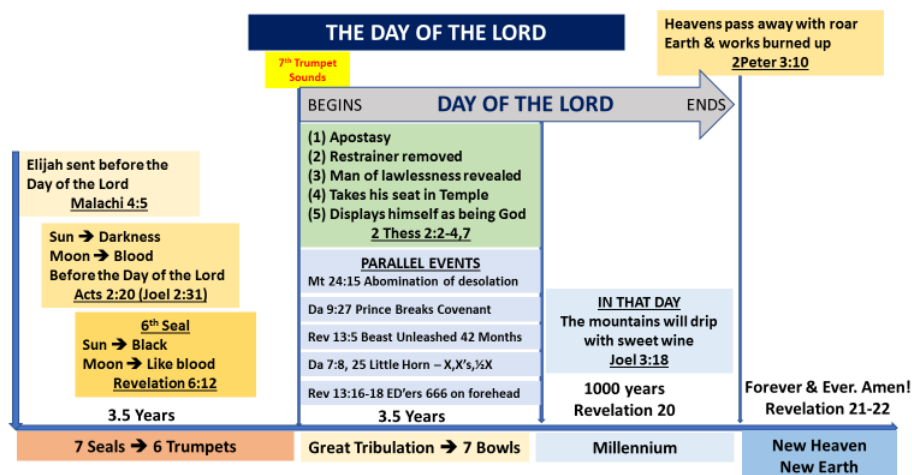 THE DAY OF THE LORD
Heavens pass away with roar
Earth & works burned up
2Peter 3:10
7th Trumpet
Sounds
BEGINS
DAY OF THE LORD
ENDS
Elijah sent before the
Day of the Lord
Malachi 4:5
Sun ➔ Darkness
Moon ➔ Blood
Before the Day of the Lord
Acts 2:20 (Joel 2:31)
6th Seal
Sun ➔ Black
Moon ➔ Like blood
Revelation 6:12
3.5 Years
(1) Apostasy
(2) Restrainer removed
(3) Man of lawlessness revealed
(4) Takes his seat in Temple
(5) Displays himself as being God
2 Thess 2:2-4,7
PARALLEL EVENTS
Mt 24:15 Abomination of desolation
Da 9:27 Prince Breaks Covenant
Rev 13:5 Beast Unleashed 42 Months
Da 7:8, 25 Little Horn – X,X's,½X
Rev 13:16-18 ED'ers 666 on forehead
3.5 Years
IN THAT DAY
The mountains will drip
with sweet wine
Joel 3:18
1000 years
Revelation 20
Forever & Ever. Amen!
Revelation 21-22
7 Seals ➔ 6 Trumpets
Great Tribulation ➔ 7 Bowls
Millennium
New Heaven
New Earth